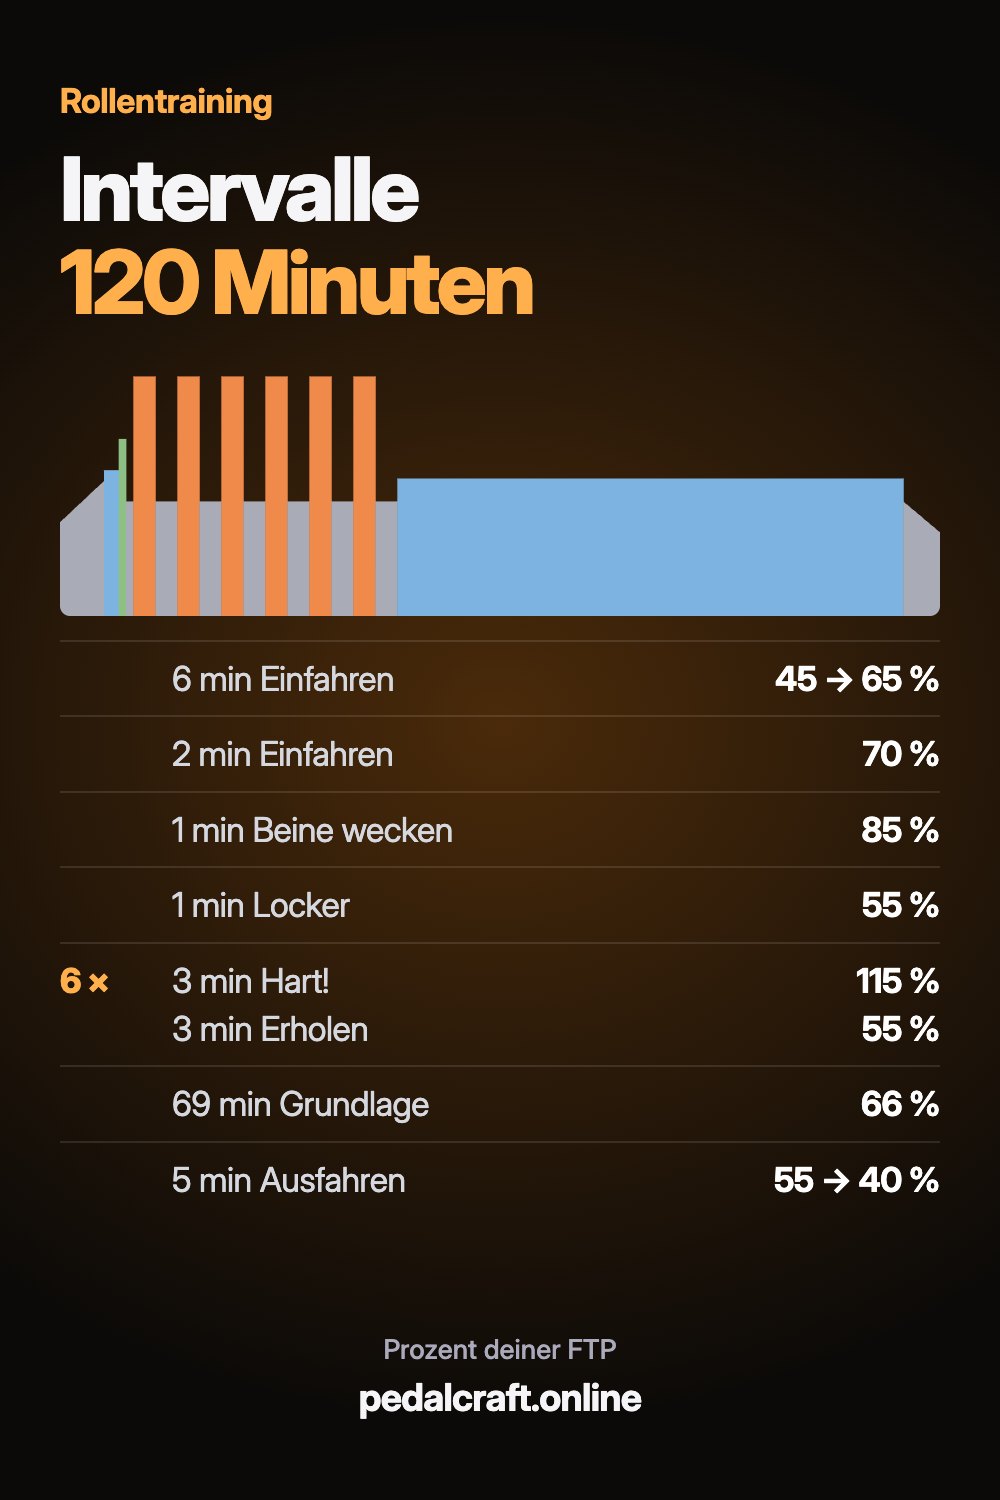 Rollentraining
Intervalle
120 Minuten
6 min Einfahren 45 → 65 %
2 min Einfahren 70 %
1 min Beine wecken 85 %
1 min Locker 55 %
6 × 3 min Hart! 115 %
3 min Erholen 55 %
69 min Grundlage 66 %
5 min Ausfahren 55 → 40 %
Prozent deiner FTP
pedalcraft.online